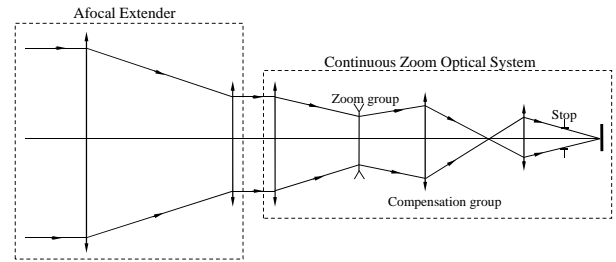 Afocal Extender
Continuous Zoom Optical System
Zoom group
Stop
Compensation group